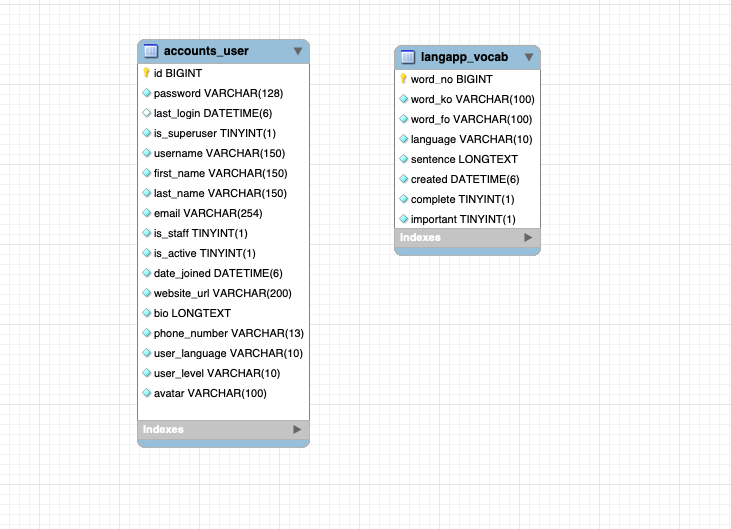 accounts_user
id BIGINT
password VARCHAR(128)
last_login DATETIME(6)
is_superuser TINYINT(1)
username VARCHAR(150)
first_name VARCHAR(150)
last_name VARCHAR(150)
email VARCHAR(254)
is_staff TINYINT(1)
is_active TINYINT(1)
date_joined DATETIME(6)
website_url VARCHAR(200)
bio LONGTEXT
phone_number VARCHAR(13)
user_language VARCHAR(10)
user_level VARCHAR(10)
avatar VARCHAR(100)
Indexes
langapp_vocab
word_no BIGINT
word_ko VARCHAR(100)
word_fo VARCHAR(100)
language VARCHAR(10)
sentence LONGTEXT
created DATETIME(6)
complete TINYINT(1)
important TINYINT(1)
Indexes